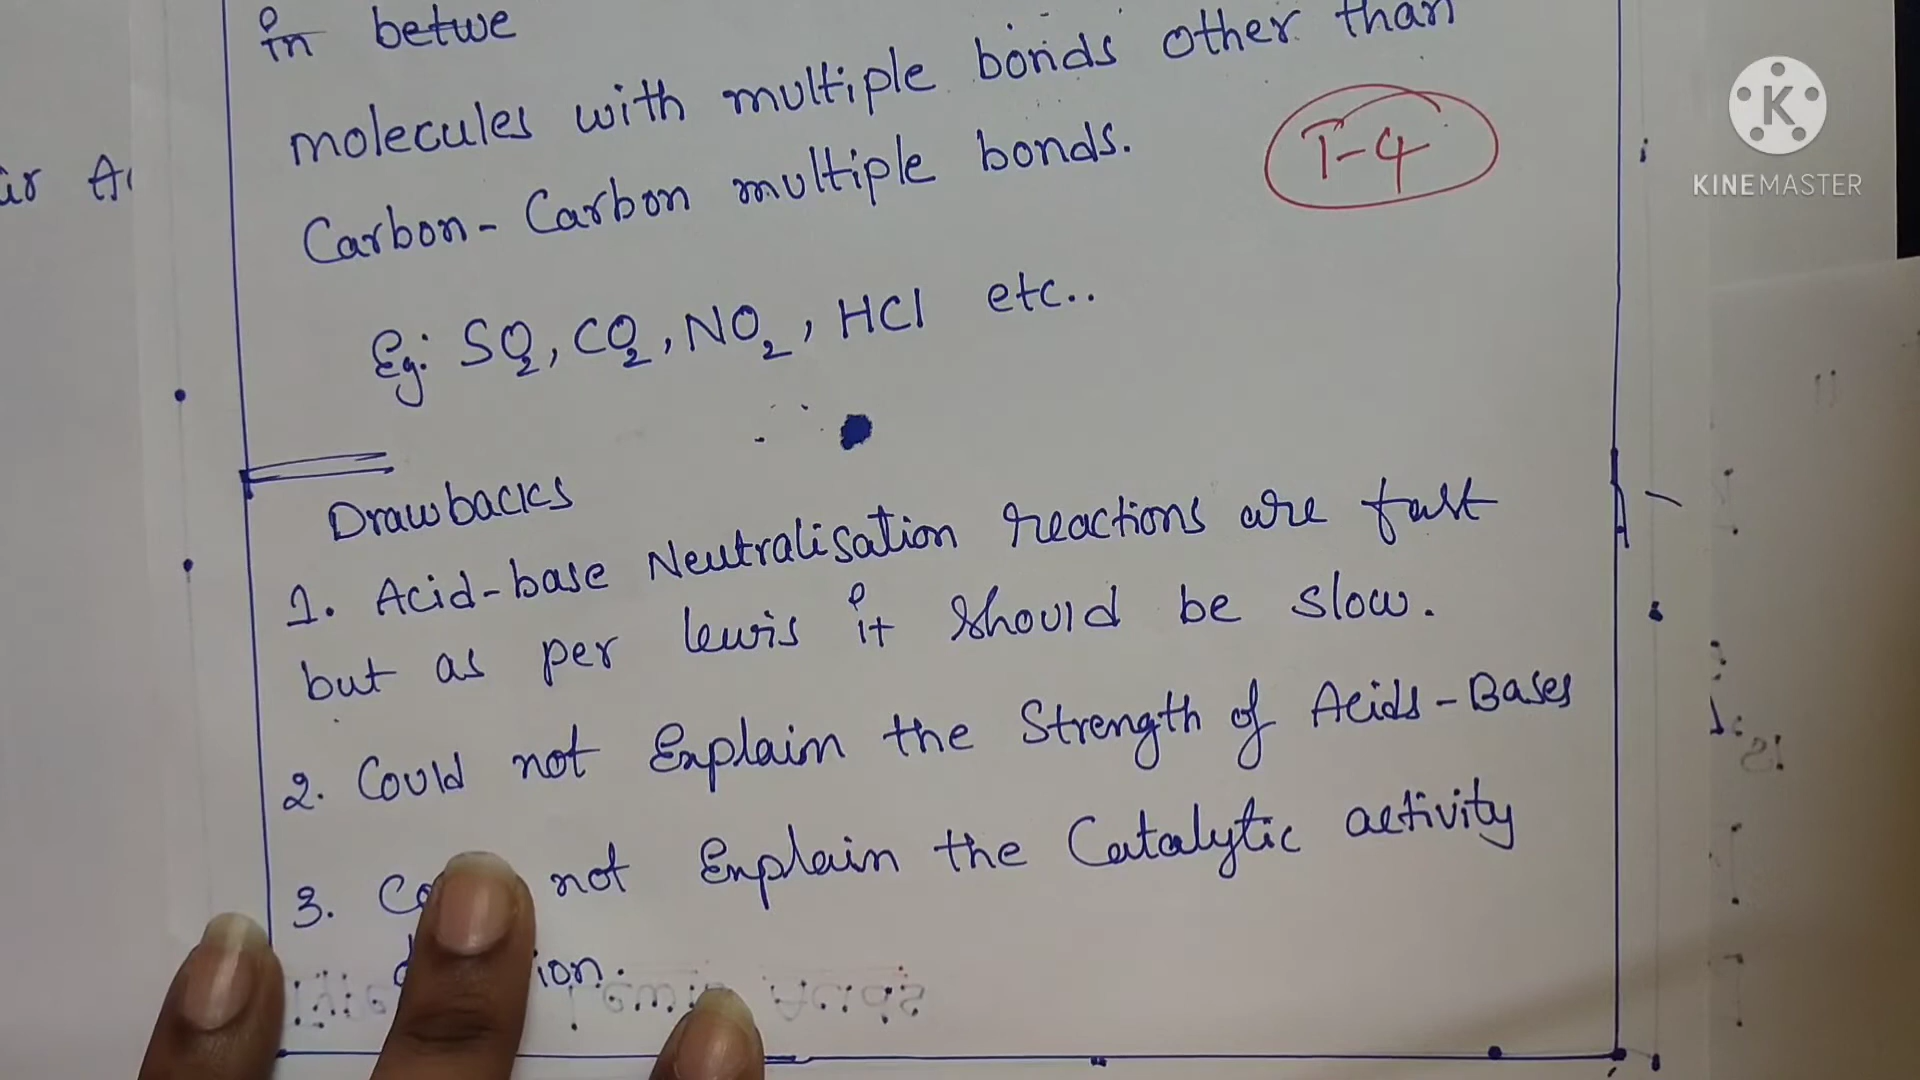 in betwe
molecules with multiple bonds other than
Carbon-Carbon multiple bonds.
T-4
K
KINEMASTER
Eg: SO2, CO2, NO2, HCl etc..
Drawbacks
1. Acid-base Neutralisation reactions are fast
but as per lewis it should be slow.
2. Could not Explain the Strength of Acids-Bases
3. not Explain the Catalytic activity
Lewis Acids